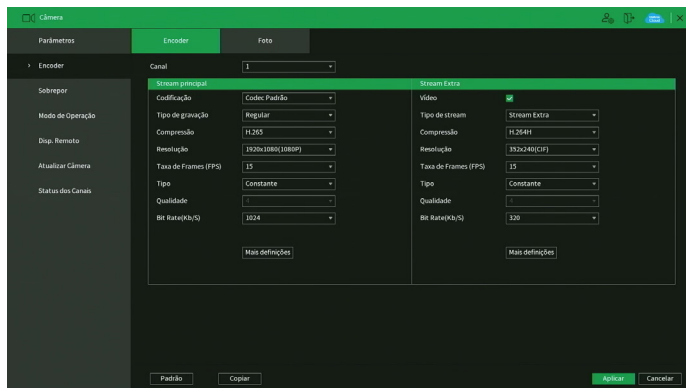 Câmera
Parâmetros
Encoder
Foto
> Encoder
Canal
1
Sobrepor
Stream principal
Stream Extra
Codificação
Codec Padrão
Vídeo
Modo de Operação
Tipo de gravação
Regular
Tipo de stream
Stream Extra
Compressão
H.265
Compressão
H.264H
Disp. Remoto
Resolução
1920x1080(1080P)
Resolução
352x240(CIF)
Atualizar Câmera
Taxa de Frames (FPS)
15
Taxa de Frames (FPS)
15
Status dos Canais
Tipo
Constante
Tipo
Constante
Qualidade
4
Qualidade
4
Bit Rate(Kb/S)
1024
Bit Rate(Kb/S)
320
Mais definições
Mais definições
Padrão
Copiar
Aplicar
Cancelar